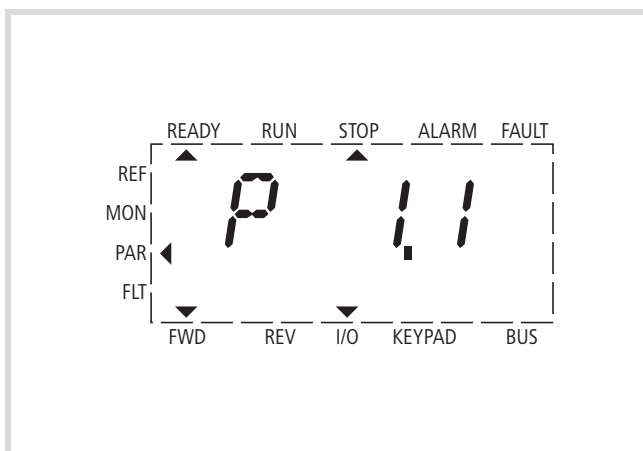 READY RUN STOP ALARM FAULT
REF
P 1.1
MON
PAR
FLT
FWD REV I/O KEYPAD BUS